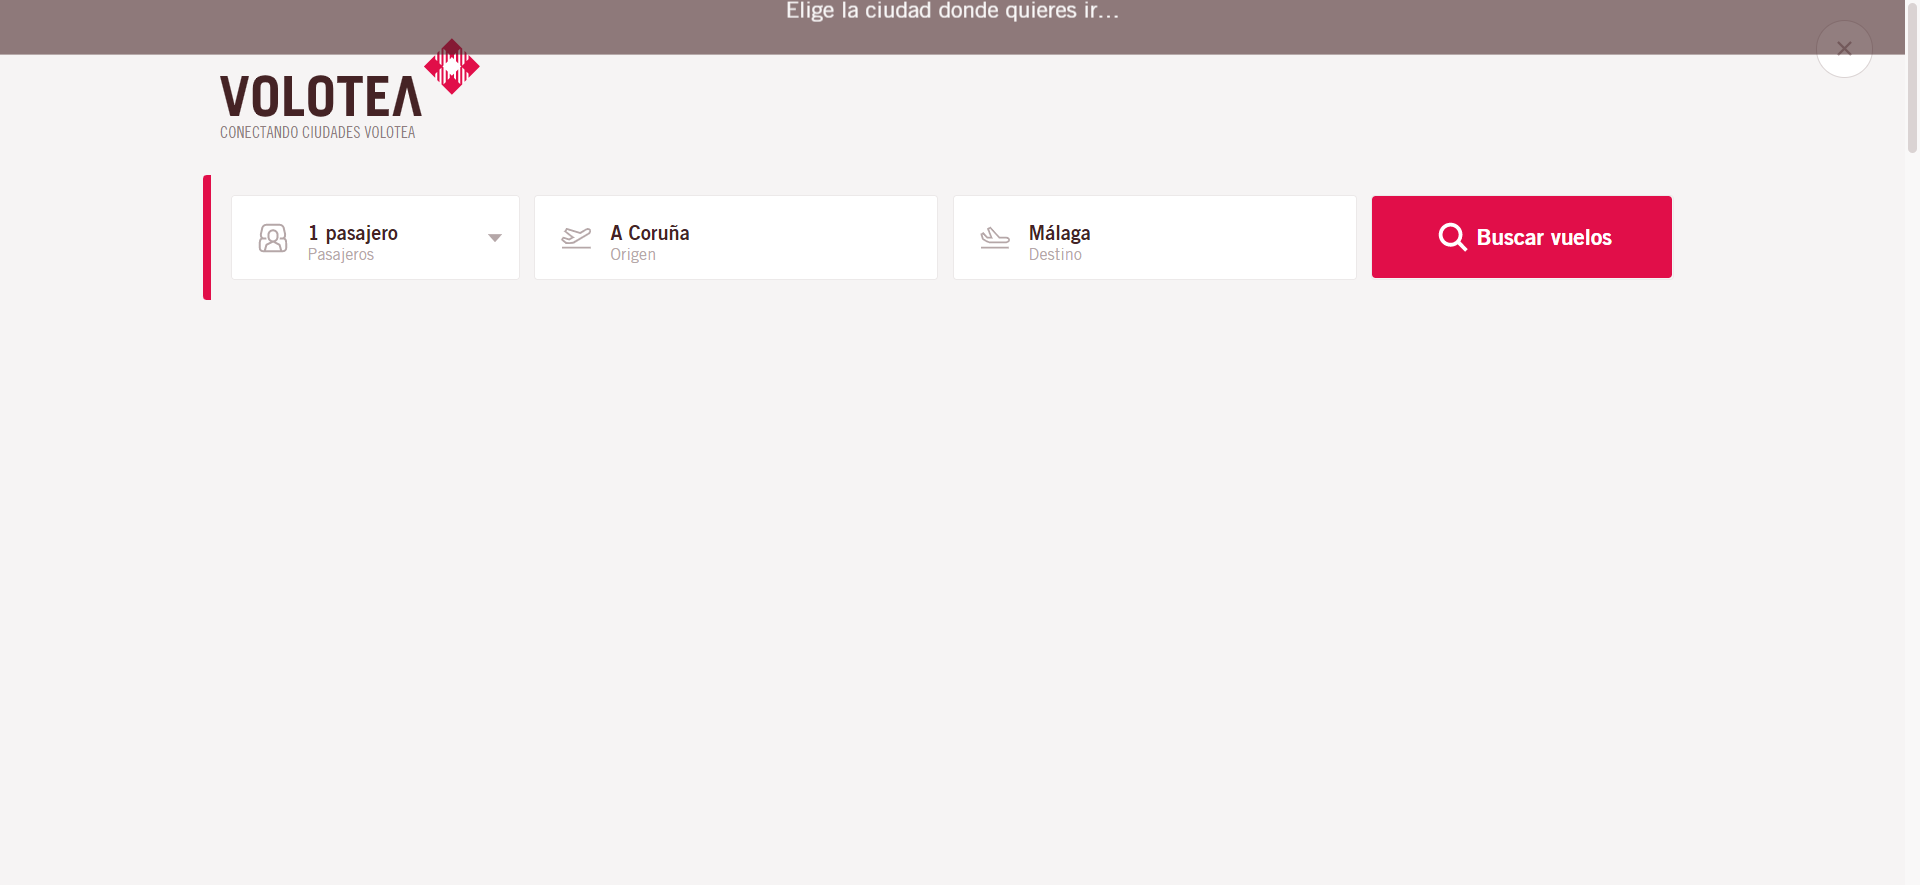 Elige la ciudad donde quieres ir...
VOLOTEA
CONECTANDO CIUDADES VOLOTEA
1 pasajero
Pasajeros
A Coruña
Origen
Málaga
Destino
Buscar vuelos